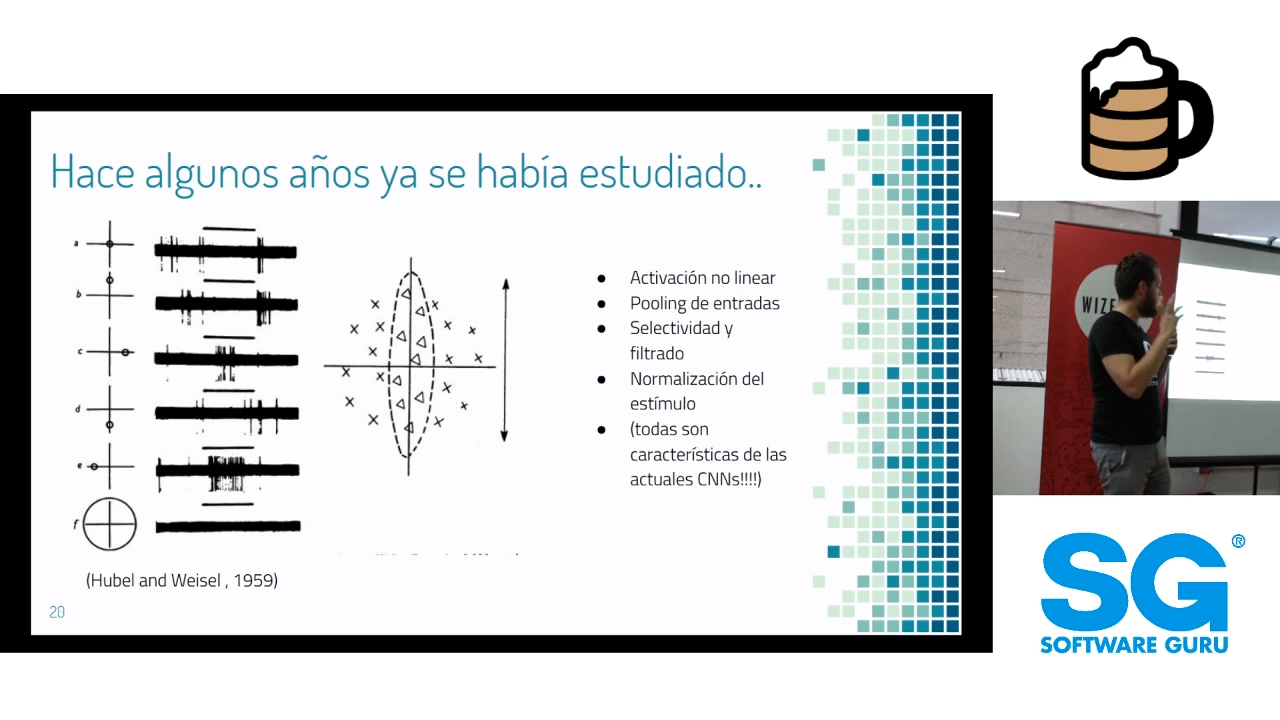 Hace algunos años ya se había estudiado..
a
b
c
d
e
f
(Hubel and Weisel , 1959)
20
● Activación no linear
● Pooling de entradas
● Selectividad y
filtrado
● Normalización del
estímulo
● (todas son
características de las
actuales CNNs!!!!)
WIZE
SG®
SOFTWARE GURU